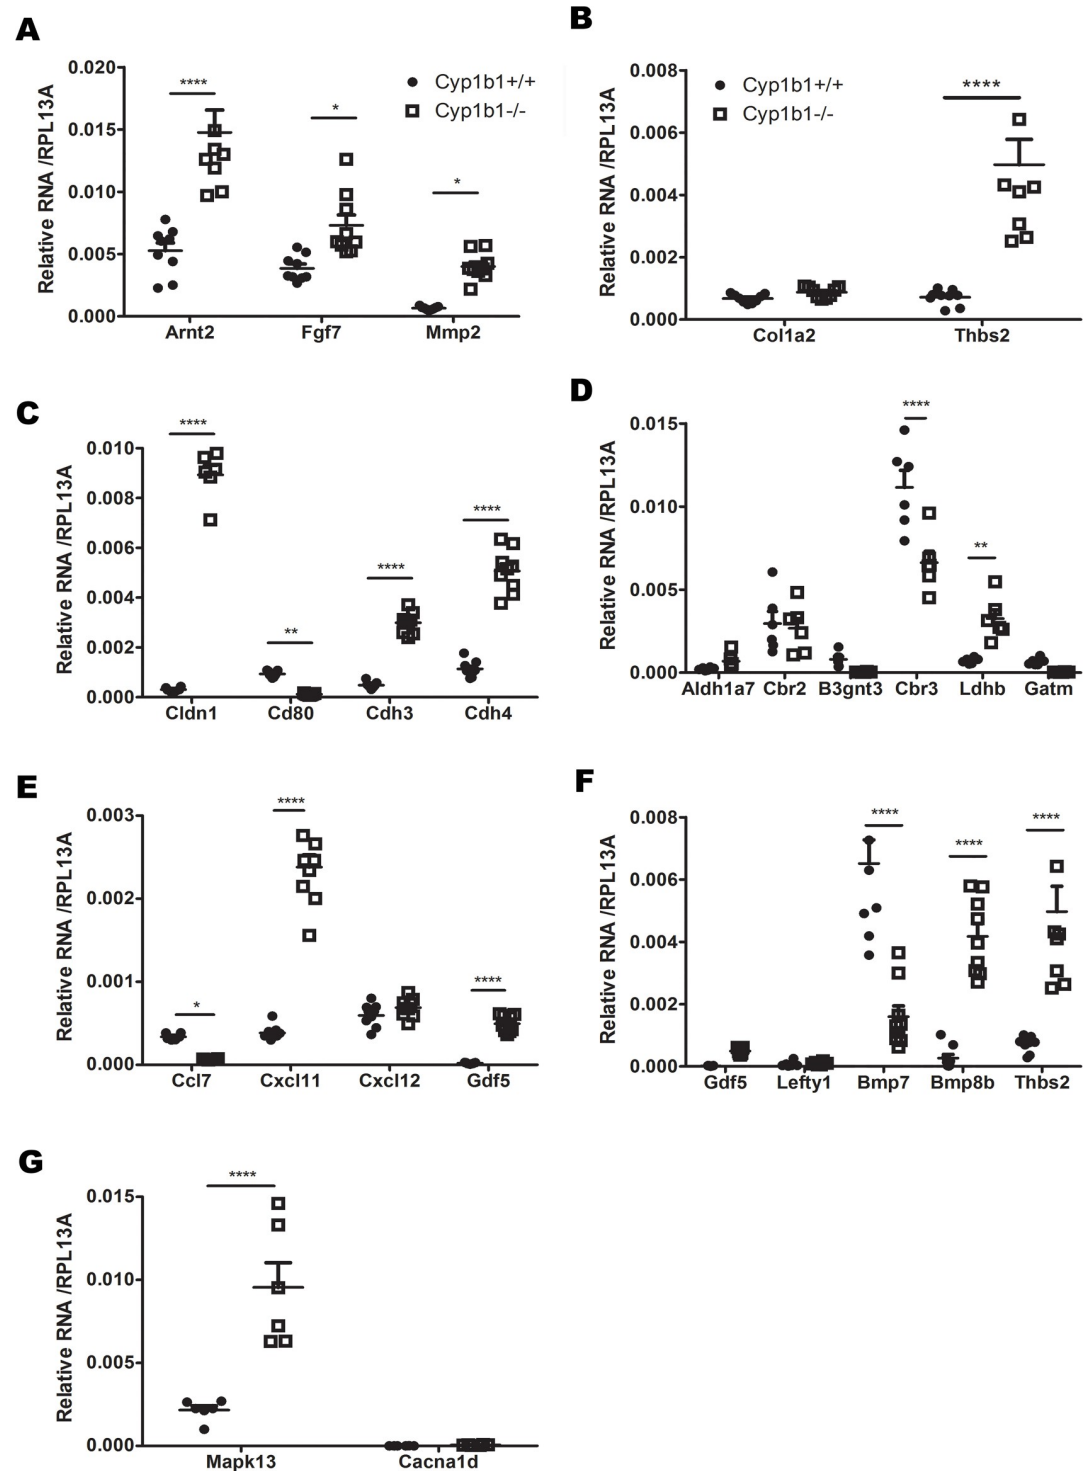 A
Relative RNA /RPL13A
0.020
0.015
0.010
0.005
0.000
****
*
*
Cyp1b1+/+
Cyp1b1-/-
Arnt2 Fgf7 Mmp2
B
Relative RNA /RPL13A
0.008
0.006
0.004
0.002
0.000
Cyp1b1+/+
Cyp1b1-/-
****
Col1a2 Thbs2
C
Relative RNA /RPL13A
0.010
0.008
0.006
0.004
0.002
0.000
****
**
****
****
Cldn1 Cd80 Cdh3 Cdh4
D
Relative RNA /RPL13A
0.015
0.010
0.005
0.000
****
**
Aldh1a7 Cbr2 B3gnt3 Cbr3 Ldhb Gatm
E
Relative RNA /RPL13A
0.003
0.002
0.001
0.000
*
****
****
Ccl7 Cxcl11 Cxcl12 Gdf5
F
Relative RNA /RPL13A
0.008
0.006
0.004
0.002
0.000
****
****
****
Gdf5 Lefty1 Bmp7 Bmp8b Thbs2
G
Relative RNA /RPL13A
0.015
0.010
0.005
0.000
****
Mapk13 Cacna1d